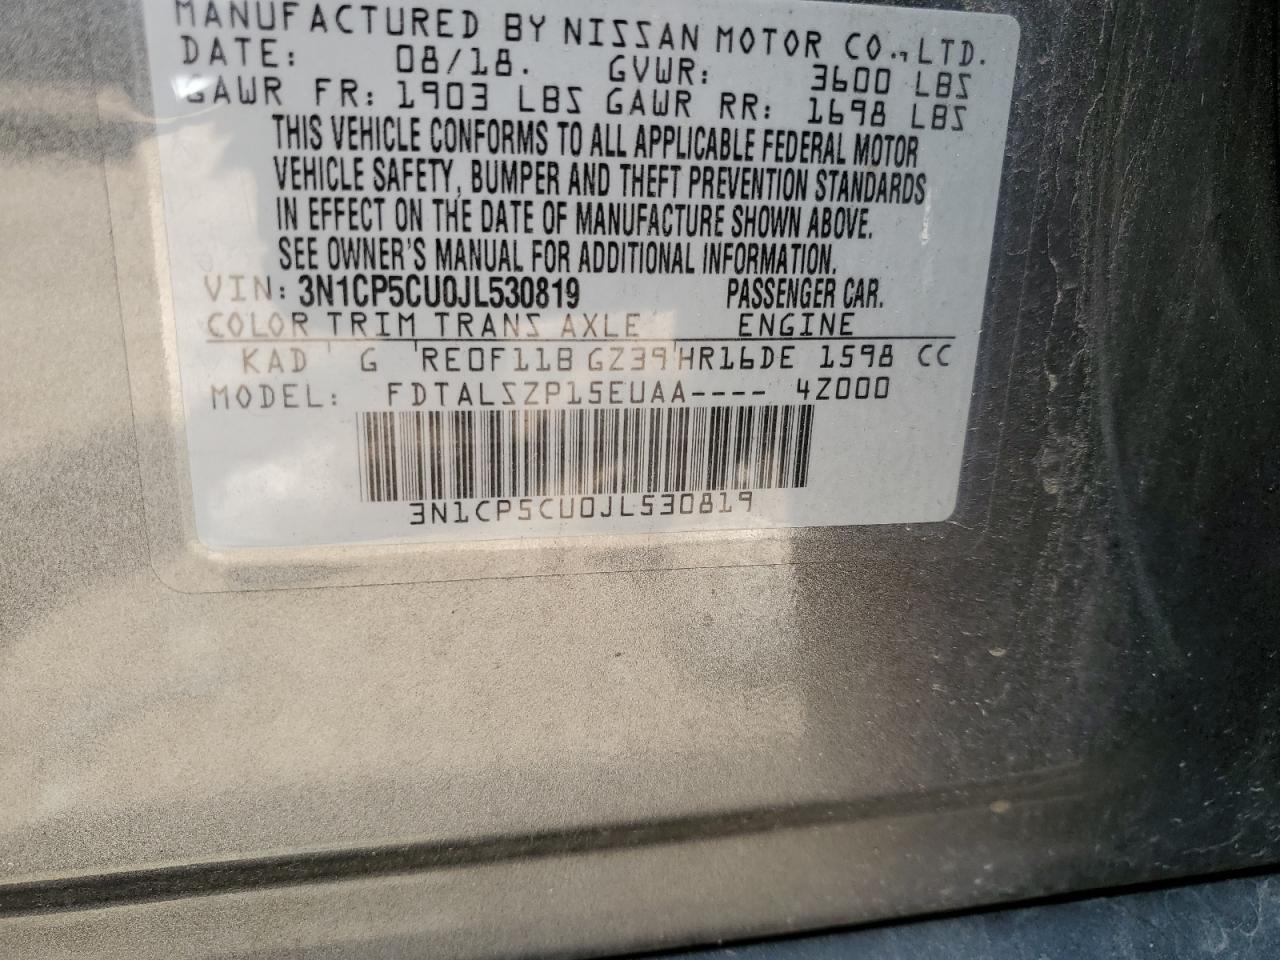 MANUFACTURED BY NISSAN MOTOR CO., LTD.
DATE: 08/18. GVWR: 3600 LBS
GAWR FR: 1903 LBS GAWR RR: 1698 LBS
THIS VEHICLE CONFORMS TO ALL APPLICABLE FEDERAL MOTOR
VEHICLE SAFETY, BUMPER AND THEFT PREVENTION STANDARDS
IN EFFECT ON THE DATE OF MANUFACTURE SHOWN ABOVE.
SEE OWNER'S MANUAL FOR ADDITIONAL INFORMATION.
VIN: 3N1CP5CU0JL530819 PASSENGER CAR.
COLOR TRIM TRANS AXLE ENGINE
KAD G RE0F11B GZ39 HR16DE 1598 CC
MODEL: FDTALSZP15EUAA---- 4Z000
3N1CP5CU0JL530819